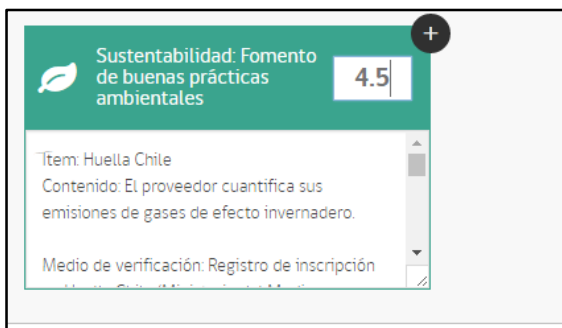 +
Sustentabilidad: Fomento
de buenas prácticas
ambientales
4.5
Ítem: Huella Chile
Contenido: El proveedor cuantifica sus
emisiones de gases de efecto invernadero.
Medio de verificación: Registro de inscripción